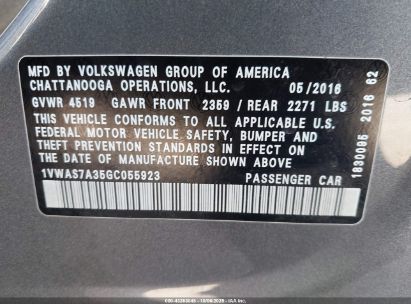 MFD BY VOLKSWAGEN GROUP OF AMERICA
CHATTANOOGA OPERATIONS, LLC. 05/2016
GVWR 4519 GAWR FRONT 2359 / REAR 2271 LBS
THIS VEHICLE CONFORMS TO ALL APPLICABLE U.S.
FEDERAL MOTOR VEHICLE SAFETY, BUMPER AND
THEFT PREVENTION STANDARDS IN EFFECT ON
THE DATE OF MANUFACTURE SHOWN ABOVE
1VWAS7A35GC055923 PASSENGER CAR
1830095 2016 62